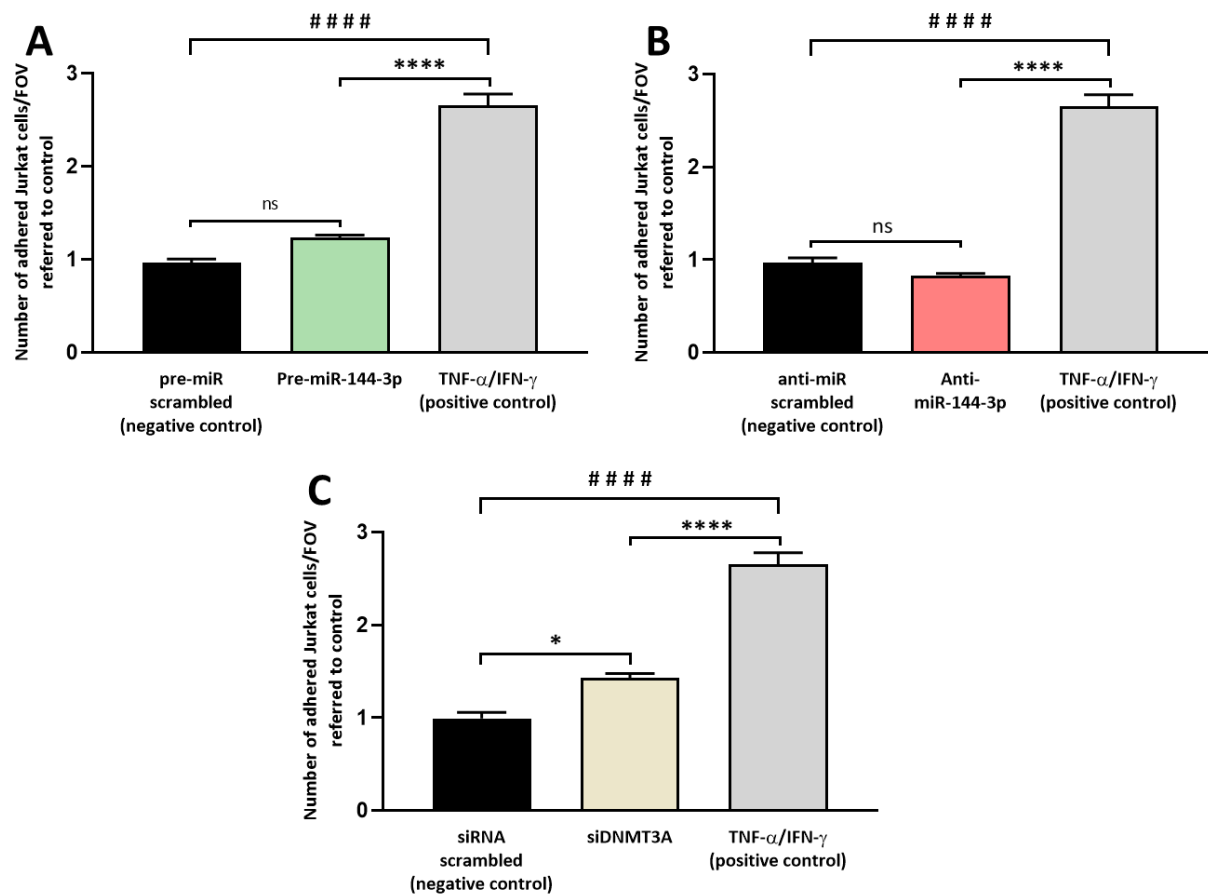 A
# # # #
****
ns
Number of adhered Jurkat cells/FOV
referred to control
3
2
1
0
pre-miR
scrambled
(negative control)
Pre-miR-144-3p
TNF-α/IFN-γ
(positive control)
B
# # # #
****
ns
Number of adhered Jurkat cells/FOV
referred to control
3
2
1
0
anti-miR
scrambled
(negative control)
Anti-
miR-144-3p
TNF-α/IFN-γ
(positive control)
C
# # # #
****
*
Number of adhered Jurkat cells/FOV
referred to control
3
2
1
0
siRNA
scrambled
(negative control)
siDNMT3A
TNF-α/IFN-γ
(positive control)